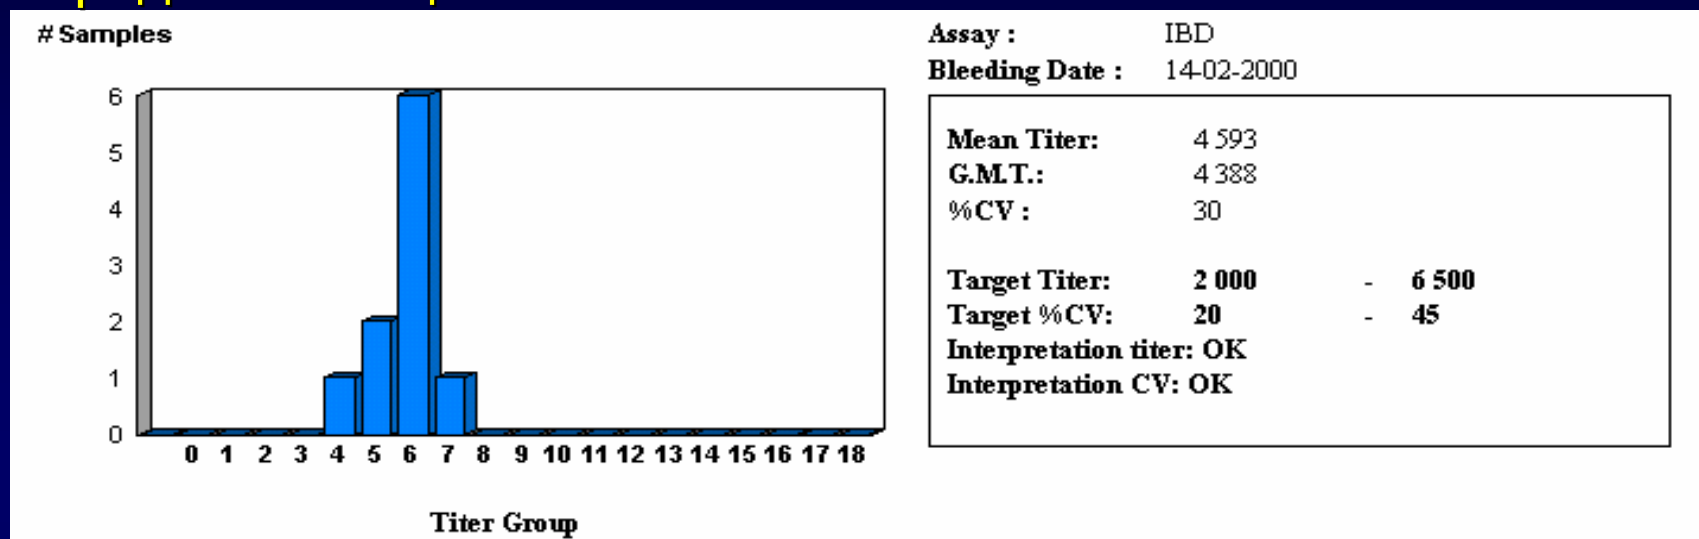 # Samples
6
5
4
3
2
1
0
0 1 2 3 4 5 6 7 8 9 10 11 12 13 14 15 16 17 18
Titer Group
Assay : IBD
Bleeding Date : 14-02-2000
Mean Titer: 4 593
G.M.T.: 4 388
%CV : 30
Target Titer: 2 000 - 6 500
Target %CV: 20 - 45
Interpretation titer: OK
Interpretation CV: OK